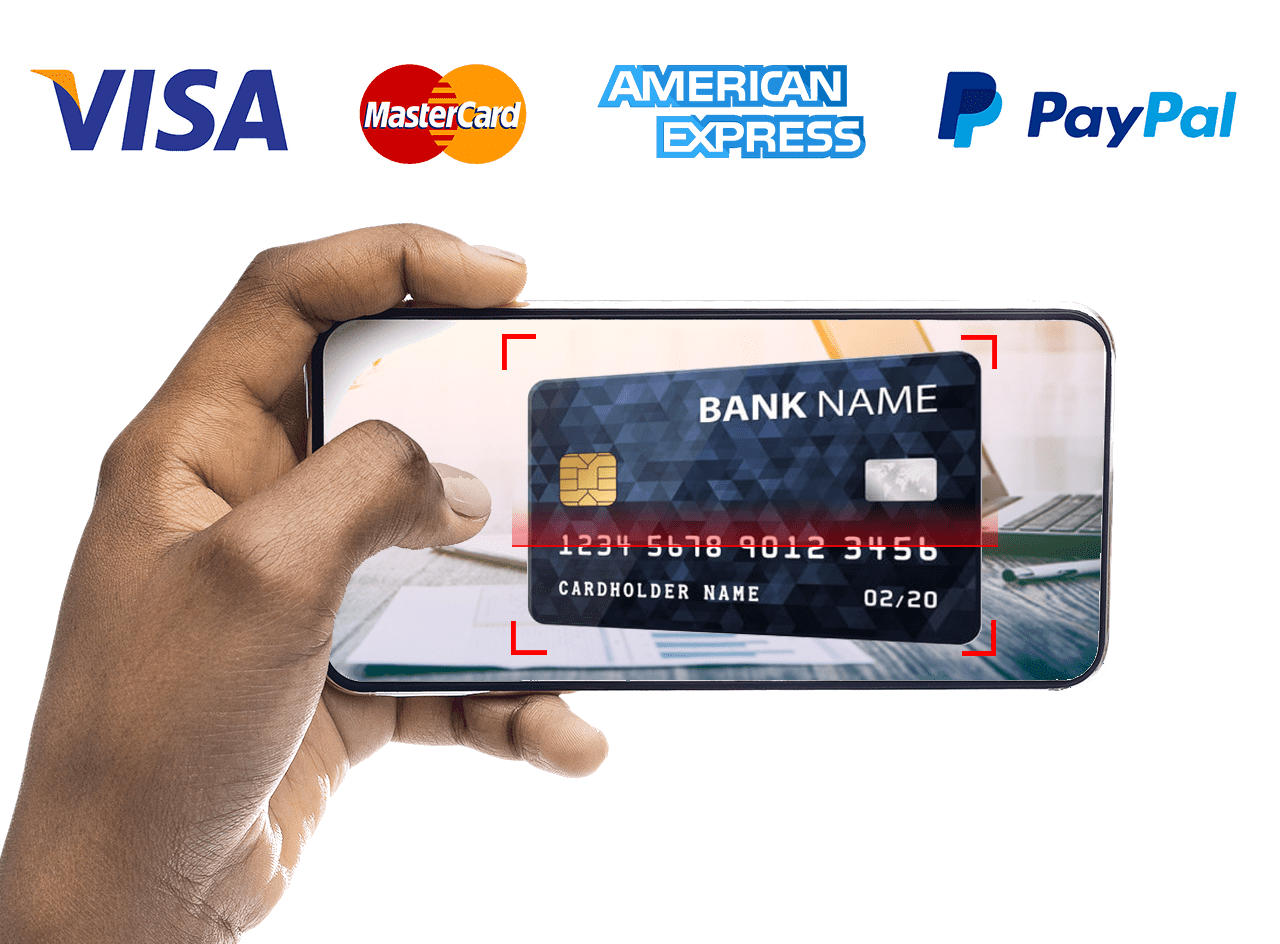 VISA
MasterCard
AMERICAN
EXPRESS
PayPal
BANK NAME
1234 5678 9012 3456
CARDHOLDER NAME
02/20